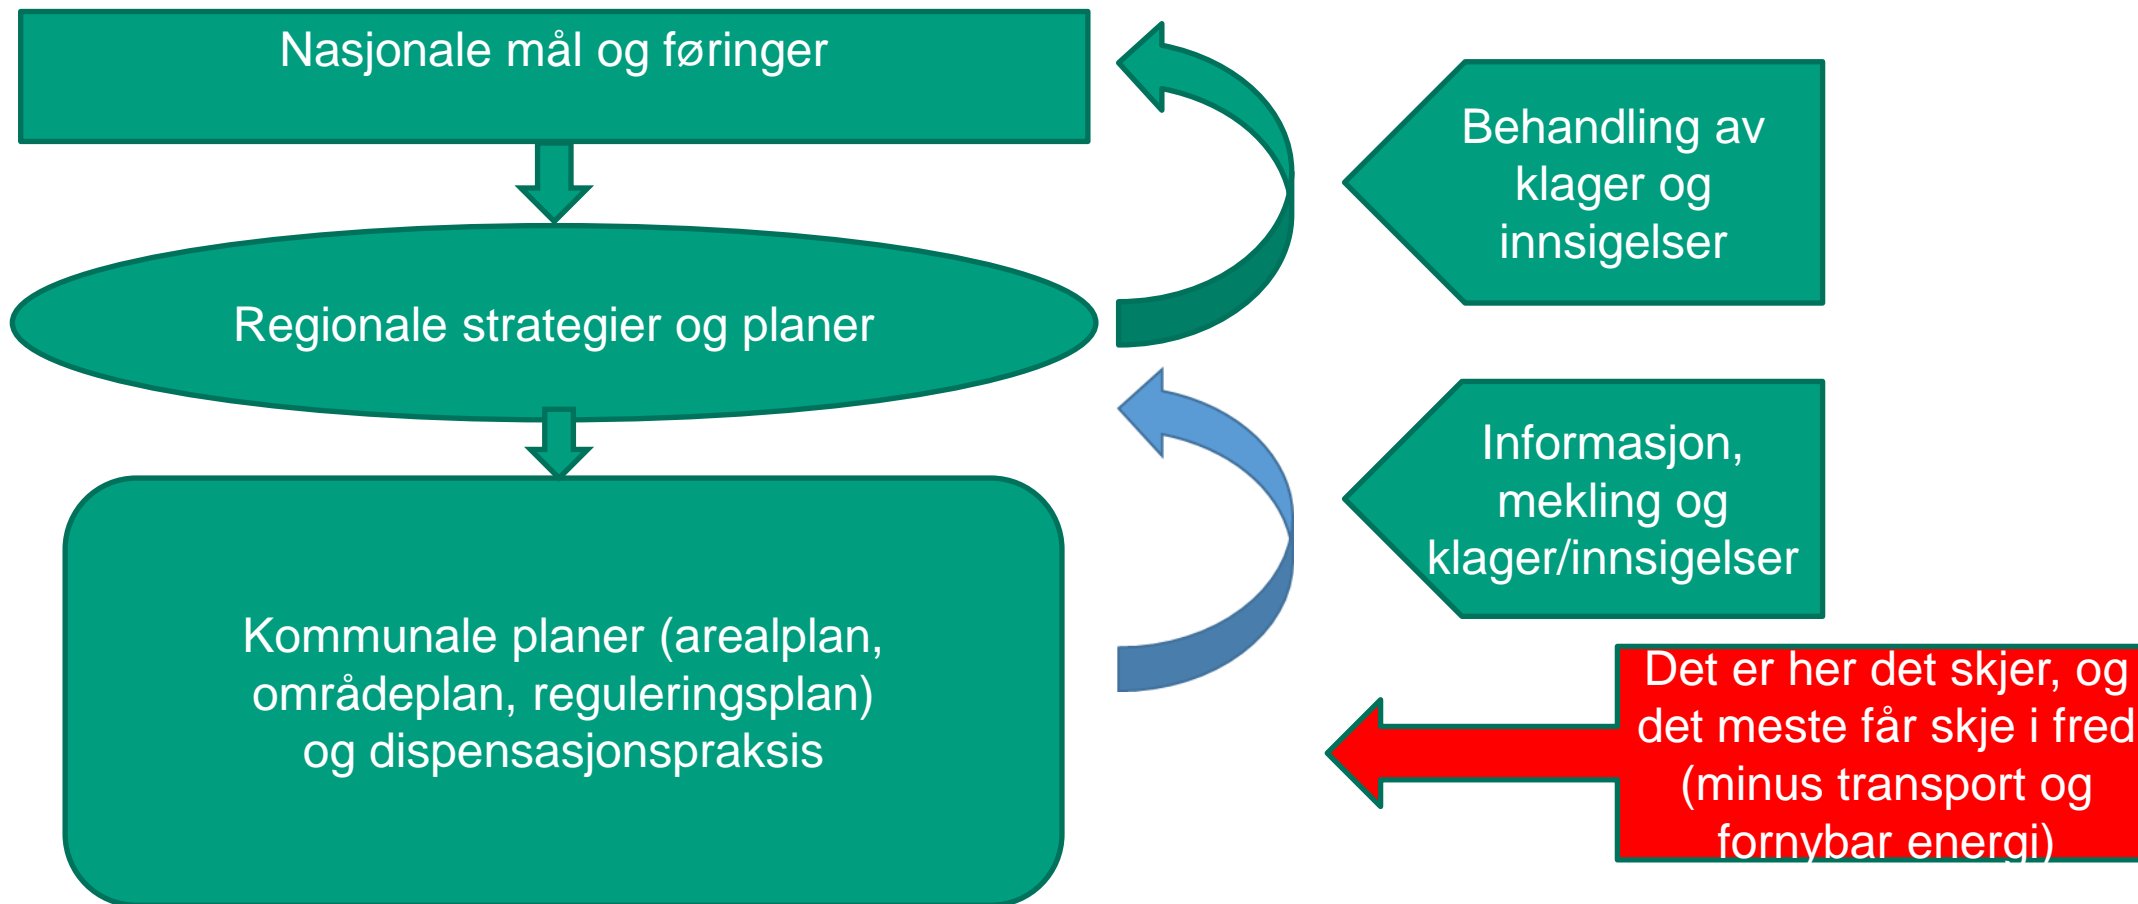 Nasjonale mål og føringer
Behandling av
klager og
innsigelser
Regionale strategier og planer
Informasjon,
mekling og
klager/innsigelser
Kommunale planer (arealplan,
områdeplan, reguleringsplan)
og dispensasjonspraksis
Det er her det skjer, og
det meste får skje i fred
(minus transport og
fornybar energi)